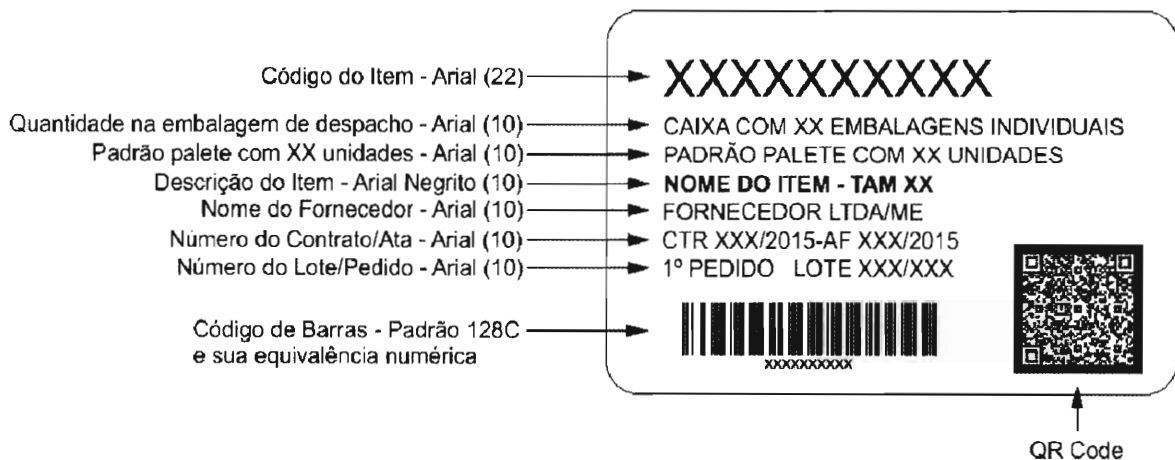 Código do Item - Arial (22)
XXXXXXXXXX
Quantidade na embalagem de despacho - Arial (10)
CAIXA COM XX EMBALAGENS INDIVIDUAIS
Padrão palete com XX unidades - Arial (10)
PADRÃO PALETE COM XX UNIDADES
Descrição do Item - Arial Negrito (10)
NOME DO ITEM - TAM XX
Nome do Fornecedor - Arial (10)
FORNECEDOR LTDA/ME
Número do Contrato/Ata - Arial (10)
CTR XXX/2015-AF XXX/2015
Número do Lote/Pedido - Arial (10)
1º PEDIDO LOTE XXX/XXX
Código de Barras - Padrão 128C
e sua equivalência numérica
XXXXXXXXXX
QR Code